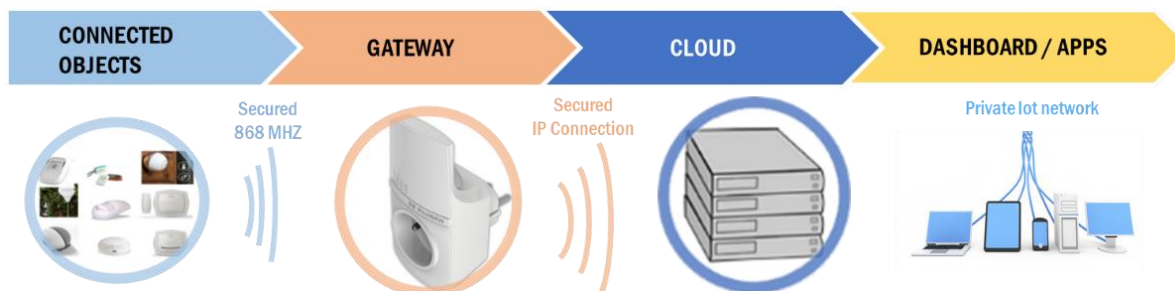 CONNECTED
OBJECTS
GATEWAY
CLOUD
DASHBOARD / APPS
Secured
868 MHZ
Secured
IP Connection
Private Iot network